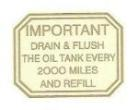 IMPORTANT
DRAIN & FLUSH
THE OIL TANK EVERY
2000 MILES
AND REFILL